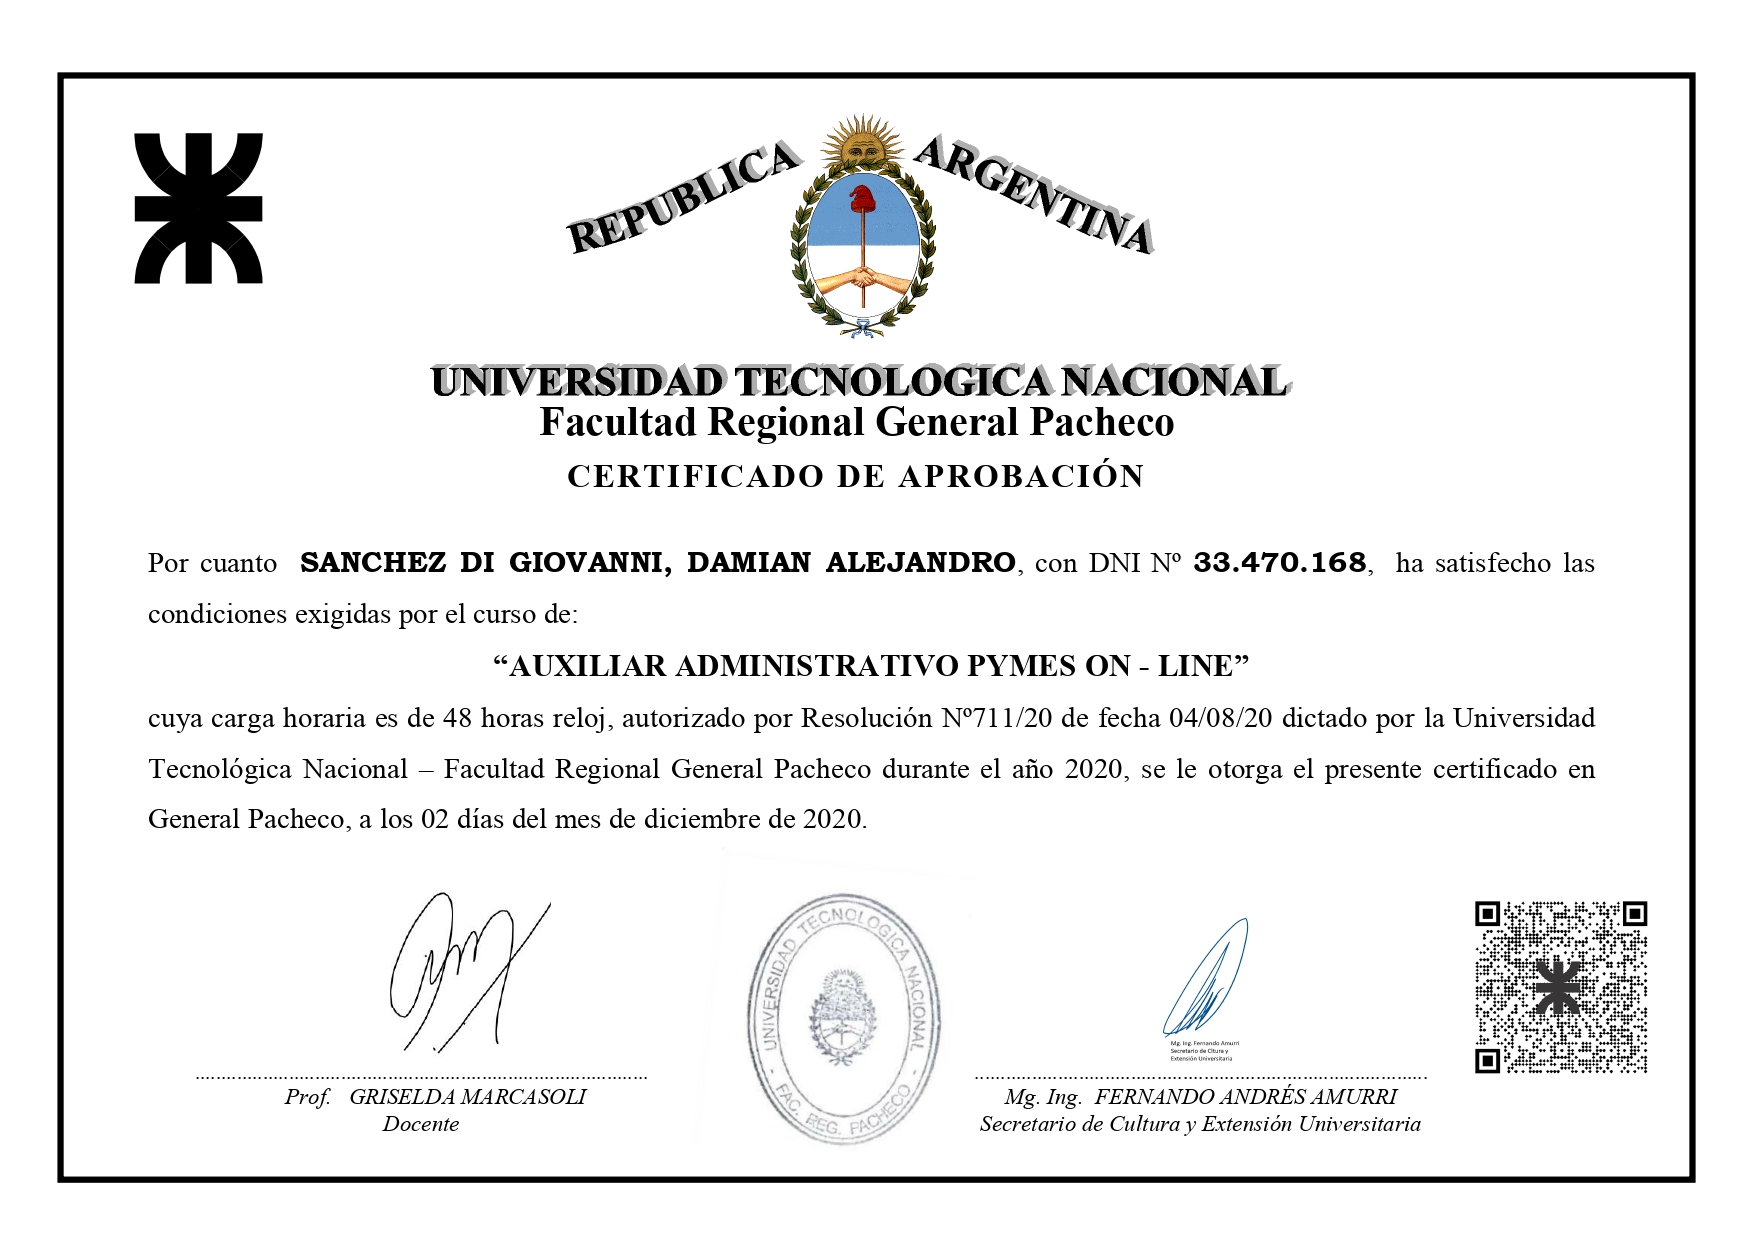 REPUBLICA ARGENTINA
UNIVERSIDAD TECNOLOGICA NACIONAL
Facultad Regional General Pacheco
CERTIFICADO DE APROBACIÓN
Por cuanto SANCHEZ DI GIOVANNI, DAMIAN ALEJANDRO, con DNI Nº 33.470.168, ha satisfecho las
condiciones exigidas por el curso de:
“AUXILIAR ADMINISTRATIVO PYMES ON - LINE”
cuya carga horaria es de 48 horas reloj, autorizado por Resolución Nº711/20 de fecha 04/08/20 dictado por la Universidad
Tecnológica Nacional – Facultad Regional General Pacheco durante el año 2020, se le otorga el presente certificado en
General Pacheco, a los 02 días del mes de diciembre de 2020.
UNIVERSIDAD TECNOLOGICA NACIONAL
- FAC. REG. PACHECO -
Mg. Ing. Fernando Amurri
Secretario de Cltura y
Extensión Universitaria
Prof. GRISELDA MARCASOLI
Docente
Mg. Ing. FERNANDO ANDRÉS AMURRI
Secretario de Cultura y Extensión Universitaria